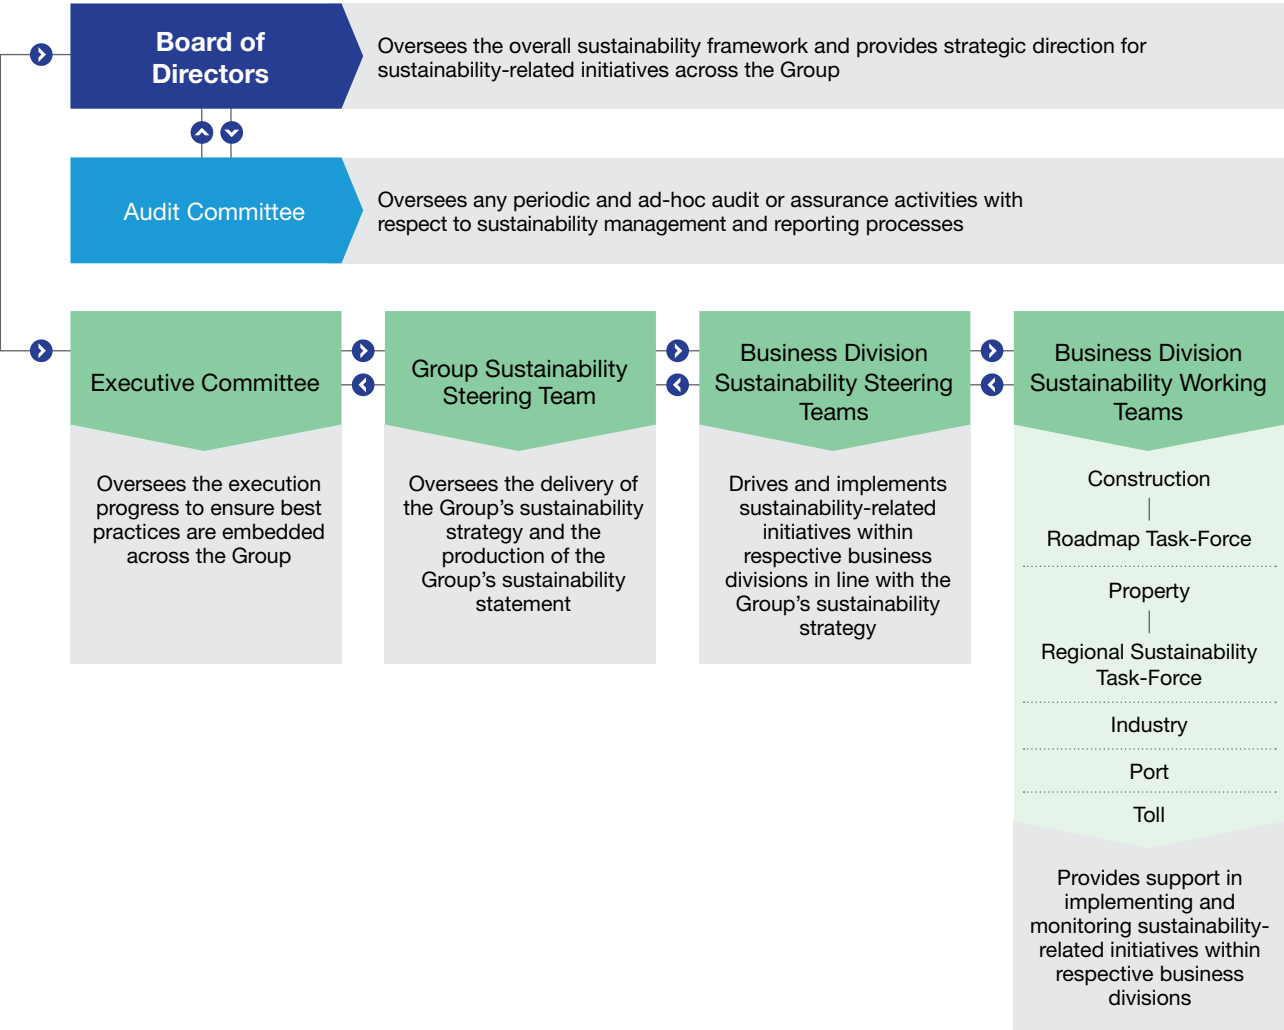 Board of
Directors
Oversees the overall sustainability framework and provides strategic direction for
sustainability-related initiatives across the Group
Audit Committee
Oversees any periodic and ad-hoc audit or assurance activities with
respect to sustainability management and reporting processes
Executive Committee
Oversees the execution
progress to ensure best
practices are embedded
across the Group
Group Sustainability
Steering Team
Oversees the delivery of
the Group's sustainability
strategy and the
production of the
Group's sustainability
statement
Business Division
Sustainability Steering
Teams
Drives and implements
sustainability-related
initiatives within
respective business
divisions in line with the
Group's sustainability
strategy
Business Division
Sustainability Working
Teams
Construction
Roadmap Task-Force
Property
Regional Sustainability
Task-Force
Industry
Port
Toll
Provides support in
implementing and
monitoring sustainability-
related initiatives within
respective business
divisions